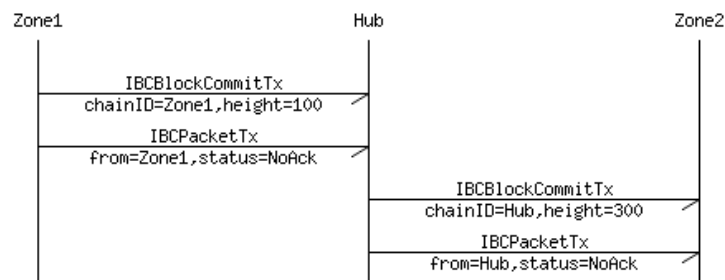 Zone1 Hub Zone2
IBCBlockCommitTx
chainID=Zone1,height=100
IBCPacketTx
from=Zone1,status=NoAck
IBCBlockCommitTx
chainID=Hub,height=300
IBCPacketTx
from=Hub,status=NoAck